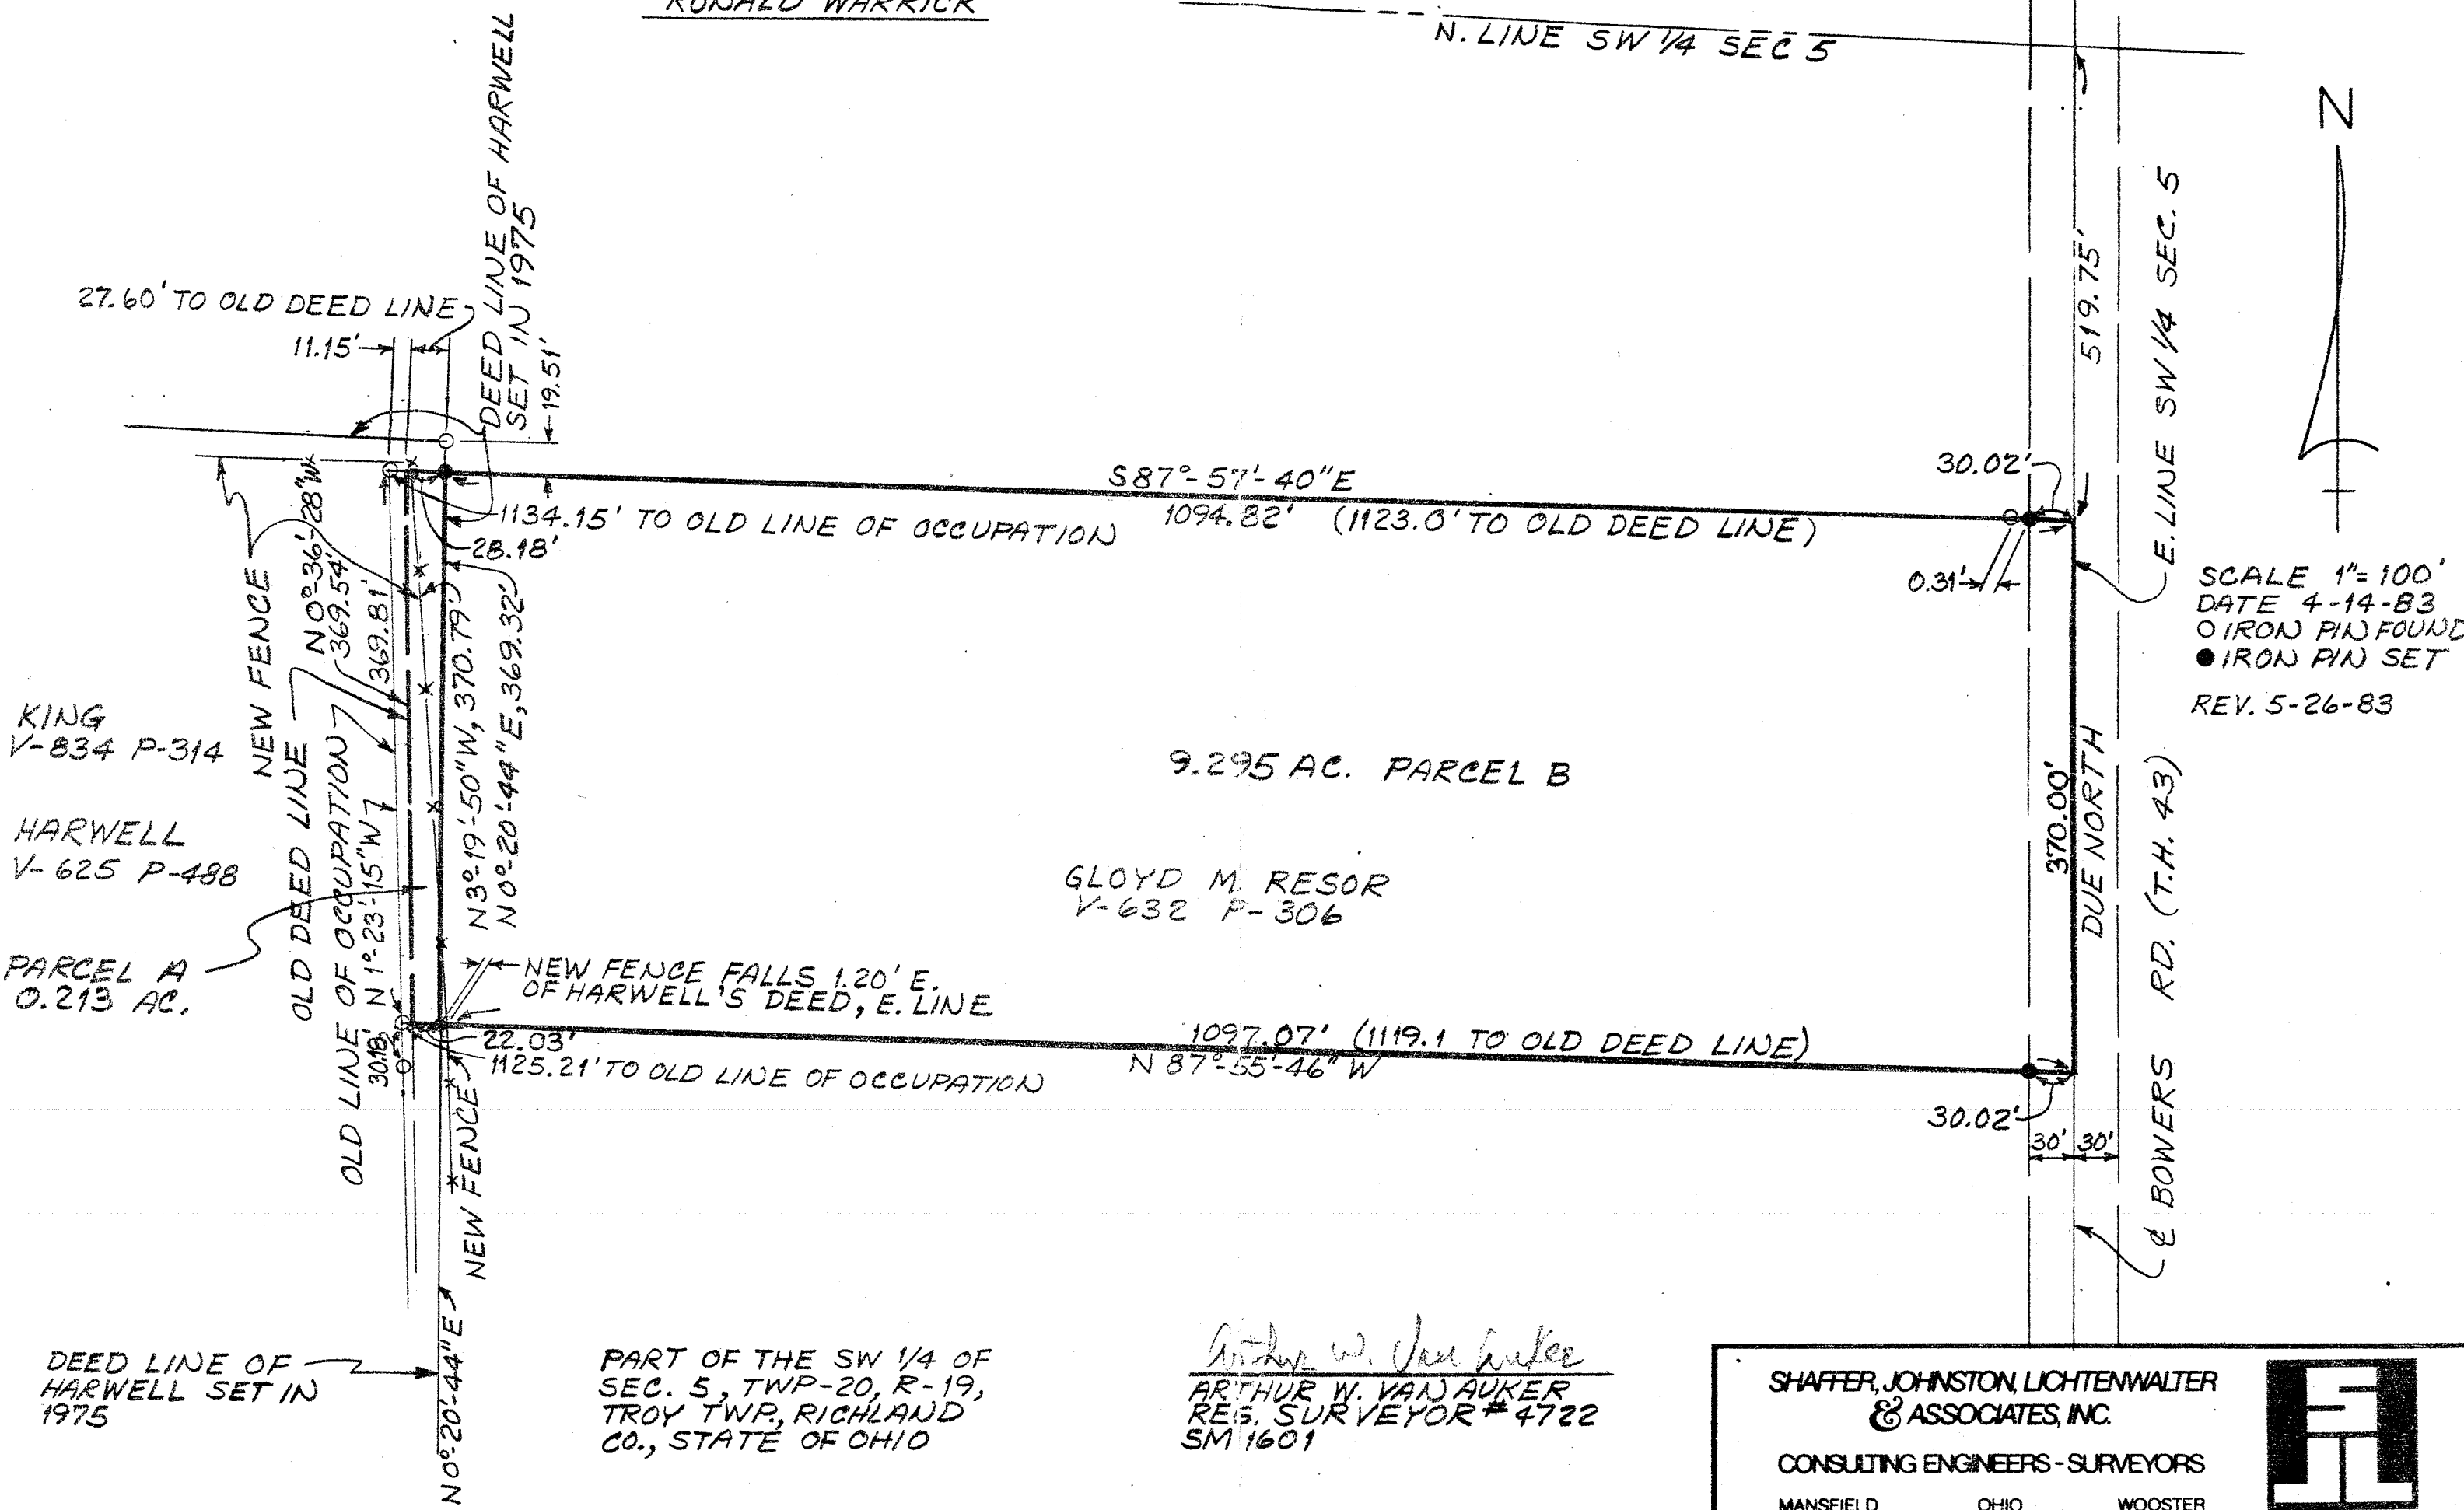 RONALD WARRICK
N. LINE SW 1/4 SEC 5
N
DEED LINE OF HARWELL
SET IN 1975
19.51'
27.60' TO OLD DEED LINE
11.15'
519.75'
E. LINE SW 1/4 SEC. 5
S87°-57'-40"E
1094.82' (1123.0' TO OLD DEED LINE)
1134.15' TO OLD LINE OF OCCUPATION
28.18'
30.02'
0.31'
SCALE 1"= 100'
DATE 4-14-83
O IRON PIN FOUND
● IRON PIN SET
REV. 5-26-83
NEW FENCE
OLD DEED LINE
N0°-36'-28"W
369.54'
OLD LINE OF OCCUPATION
369.81'
N 1°-23'-15"W
N3°-19'-50"W, 370.79'
N0°-20'-44"E, 369.32'
KING
V-834 P-314
HARWELL
V-625 P-488
PARCEL A
0.213 AC.
9.295 AC. PARCEL B
GLOYD M. RESOR
V-632 P-306
370.00'
DUE NORTH
NEW FENCE FALLS 1.20' E.
OF HARWELL'S DEED, E. LINE
22.03'
1125.21' TO OLD LINE OF OCCUPATION
30.18'
1097.07' (1119.1 TO OLD DEED LINE)
N 87°-55'-46" W
30.02'
30' 30'
℄ BOWERS RD. (T.H. 43)
NEW FENCE
N0°-20'-44"E
DEED LINE OF
HARWELL SET IN
1975
PART OF THE SW 1/4 OF
SEC. 5, TWP-20, R-19,
TROY TWP., RICHLAND
CO., STATE OF OHIO
Arthur W. Van Auker
ARTHUR W. VAN AUKER
REG. SURVEYOR # 4722
SM 1601
SHAFFER, JOHNSTON, LICHTENWALTER
& ASSOCIATES, INC.
CONSULTING ENGINEERS - SURVEYORS
MANSFIELD OHIO WOOSTER
SJL